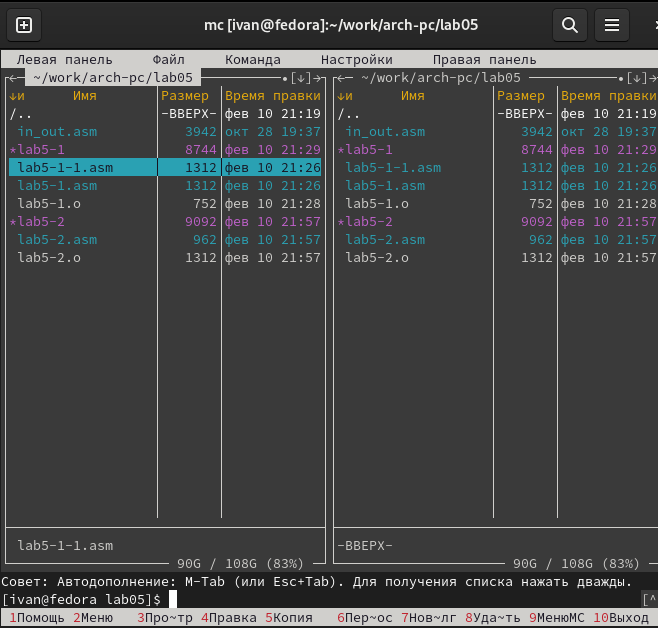 mc [ivan@fedora]:~/work/arch-pc/lab05
Левая панель Файл Команда Настройки Правая панель
~/work/arch-pc/lab05 [↓] ~/work/arch-pc/lab05 [↓]
↓и Имя Размер Время правки ↓и Имя Размер Время правки
/.. -ВВЕРХ- фев 10 21:19 /.. -ВВЕРХ- фев 10 21:19
in_out.asm 3942 окт 28 19:37 in_out.asm 3942 окт 28 19:37
*lab5-1 8744 фев 10 21:29 *lab5-1 8744 фев 10 21:29
lab5-1-1.asm 1312 фев 10 21:26 lab5-1-1.asm 1312 фев 10 21:26
lab5-1.asm 1312 фев 10 21:26 lab5-1.asm 1312 фев 10 21:26
lab5-1.o 752 фев 10 21:28 lab5-1.o 752 фев 10 21:28
*lab5-2 9092 фев 10 21:57 *lab5-2 9092 фев 10 21:57
lab5-2.asm 962 фев 10 21:57 lab5-2.asm 962 фев 10 21:57
lab5-2.o 1312 фев 10 21:57 lab5-2.o 1312 фев 10 21:57
lab5-1-1.asm -ВВЕРХ-
90G / 108G (83%) 90G / 108G (83%)
Совет: Автодополнение: M-Tab (или Esc+Tab). Для получения списка нажать дважды.
[ivan@fedora lab05]$ [^
1Помощь 2Меню 3Про~тр 4Правка 5Копия 6Пер~ос 7Нов~лг 8Уда~ть 9МенюMC 10Выход